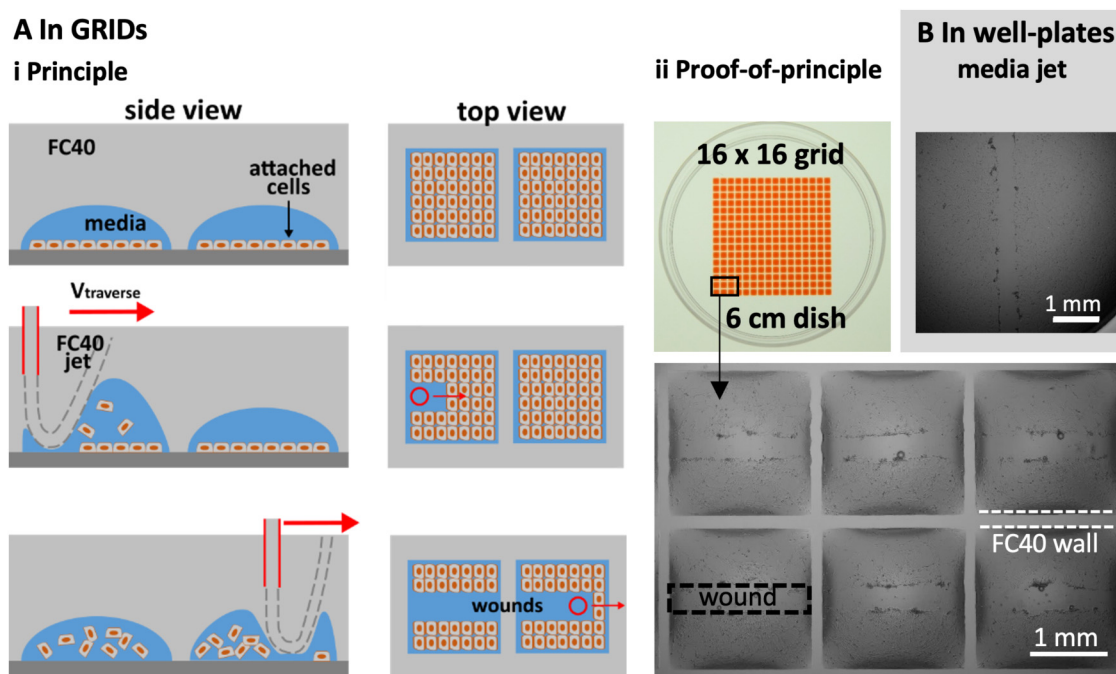 A In GRIDs
i Principle
side view
top view
FC40
attached
cells
media
Vtraverse
FC40
jet
wounds
ii Proof-of-principle
16 x 16 grid
6 cm dish
FC40 wall
wound
1 mm
B In well-plates
media jet
1 mm